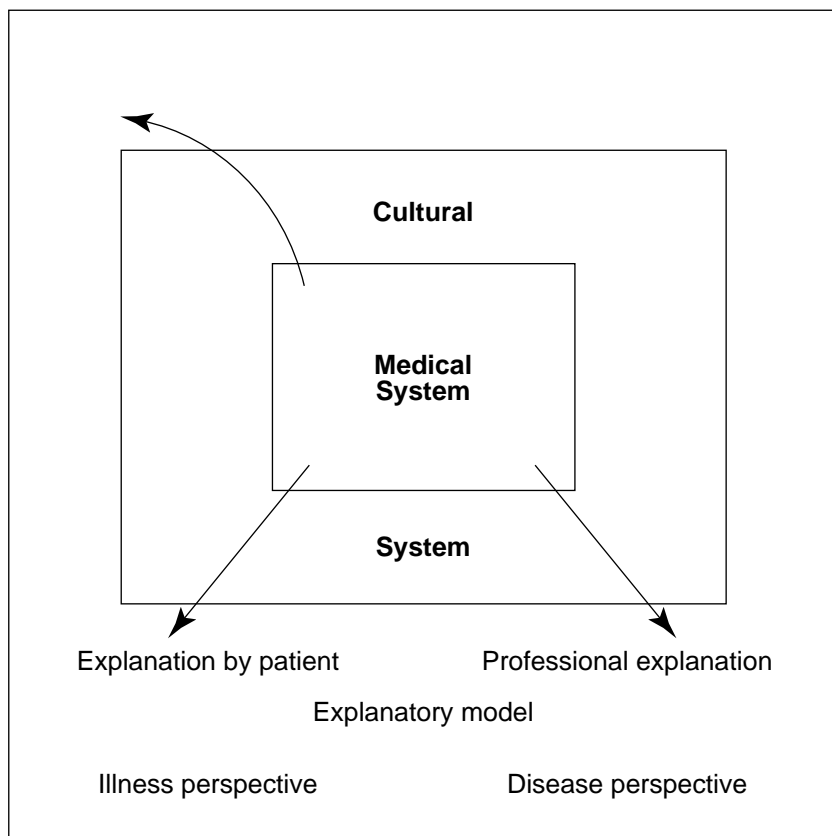 Cultural
Medical
System
System
Explanation by patient
Professional explanation
Explanatory model
Illness perspective
Disease perspective